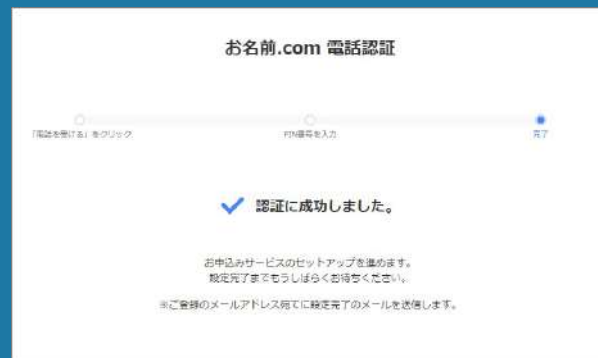 お名前.com 電話認証
「電話を受ける」をクリック
PIN番号を入力
完了
認証に成功しました。
お申込みサービスのセットアップを進めます。
設定完了までもうしばらくお待ちください。
※ご登録のメールアドレス宛てに設定完了のメールを送信します。